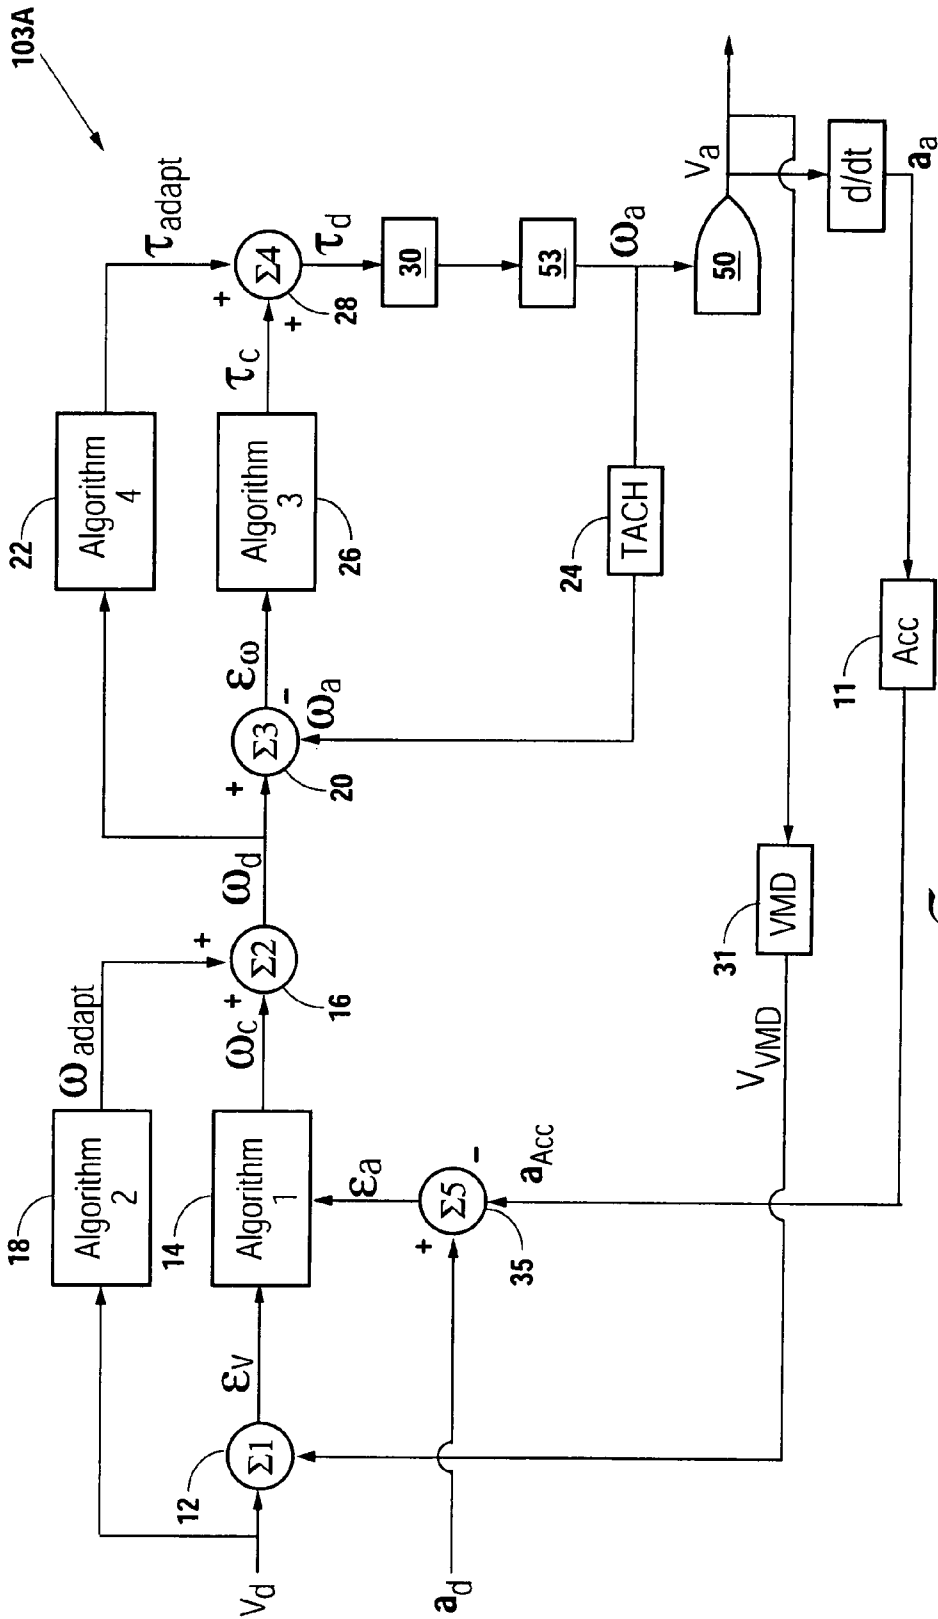 103A
22
Algorithm 4
τadapt
18
Algorithm 2
ωadapt
Vd
12
Σ1
εv
14
Algorithm 1
ωc
+
+
Σ2
16
ωd
+
Σ3
20
-
εω
ωa
Algorithm 3
26
τc
+
+
Σ4
28
τd
30
53
ωa
50
Va
24
TACH
ad
+
Σ5
35
-
εa
aAcc
VVMD
31
VMD
11
Acc
d/dt
aa